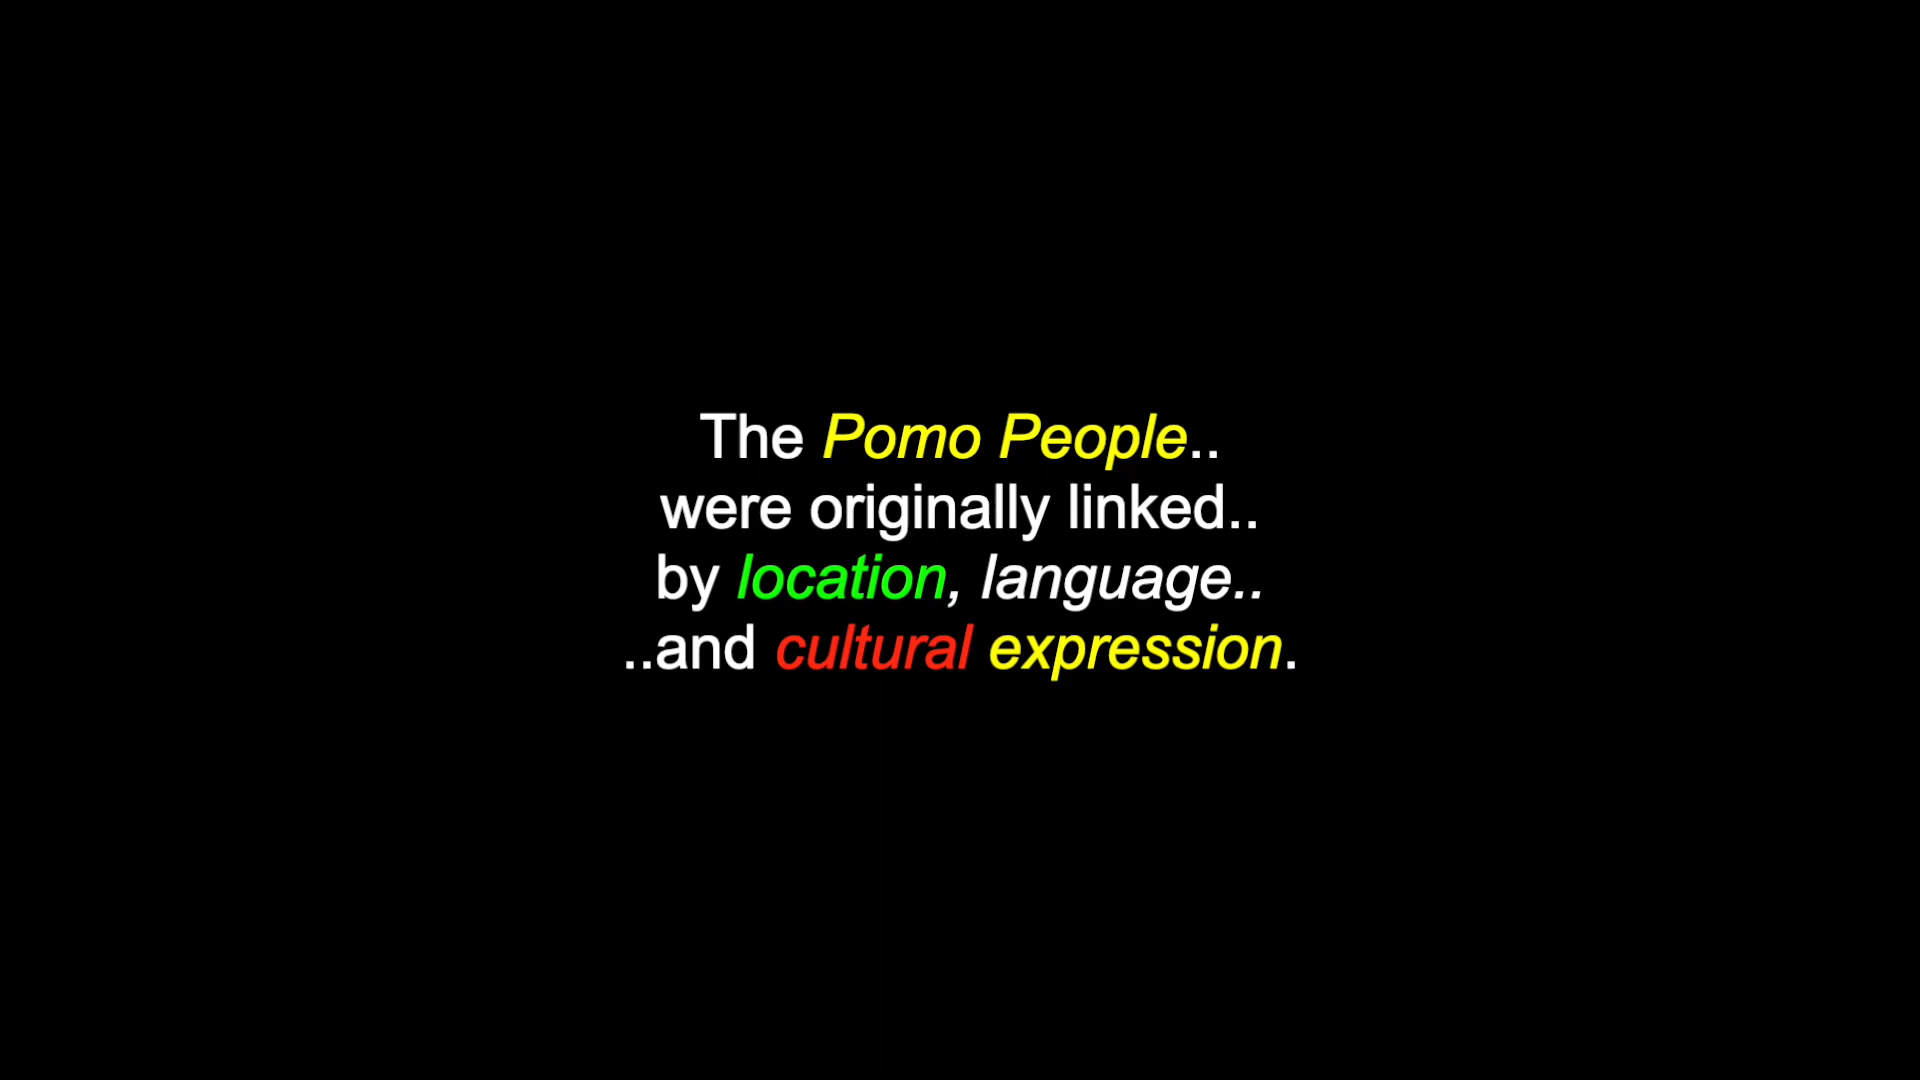 The Pomo People..
were originally linked..
by location, language..
..and cultural expression.